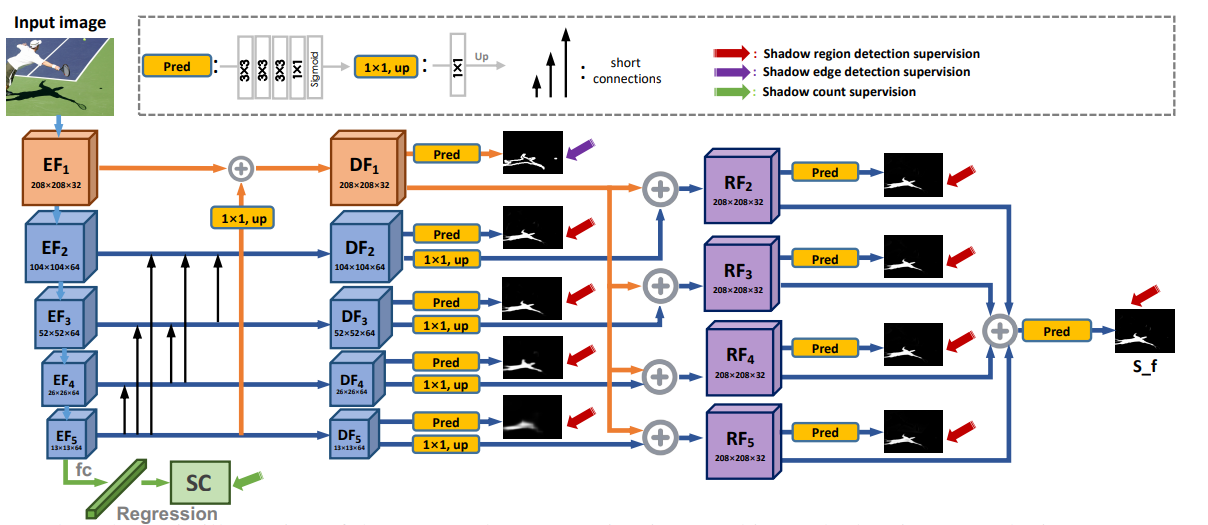 Input image
Pred
:
3×3
3×3
3×3
1×1
Sigmoid
1×1, up
:
1×1
Up
:
short
connections
: Shadow region detection supervision
: Shadow edge detection supervision
: Shadow count supervision
EF1
208×208×32
DF1
208×208×32
Pred
1×1, up
EF2
104×104×64
DF2
104×104×64
Pred
1×1, up
RF2
208×208×32
Pred
EF3
52×52×64
DF3
52×52×64
Pred
1×1, up
RF3
208×208×32
Pred
EF4
26×26×64
DF4
26×26×64
Pred
1×1, up
RF4
208×208×32
Pred
Pred
S_f
EF5
13×13×64
DF5
13×13×64
Pred
1×1, up
RF5
208×208×32
Pred
fc
SC
Regression